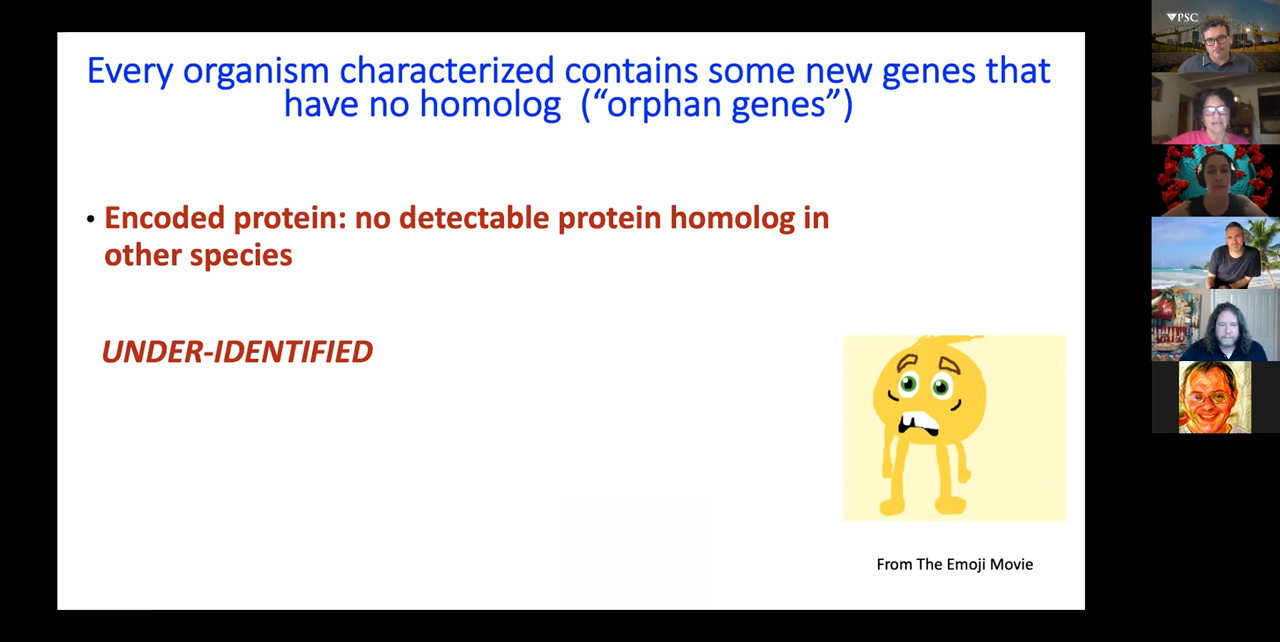 Every organism characterized contains some new genes that
have no homolog (“orphan genes”)
• Encoded protein: no detectable protein homolog in
other species
UNDER-IDENTIFIED
From The Emoji Movie
PSC